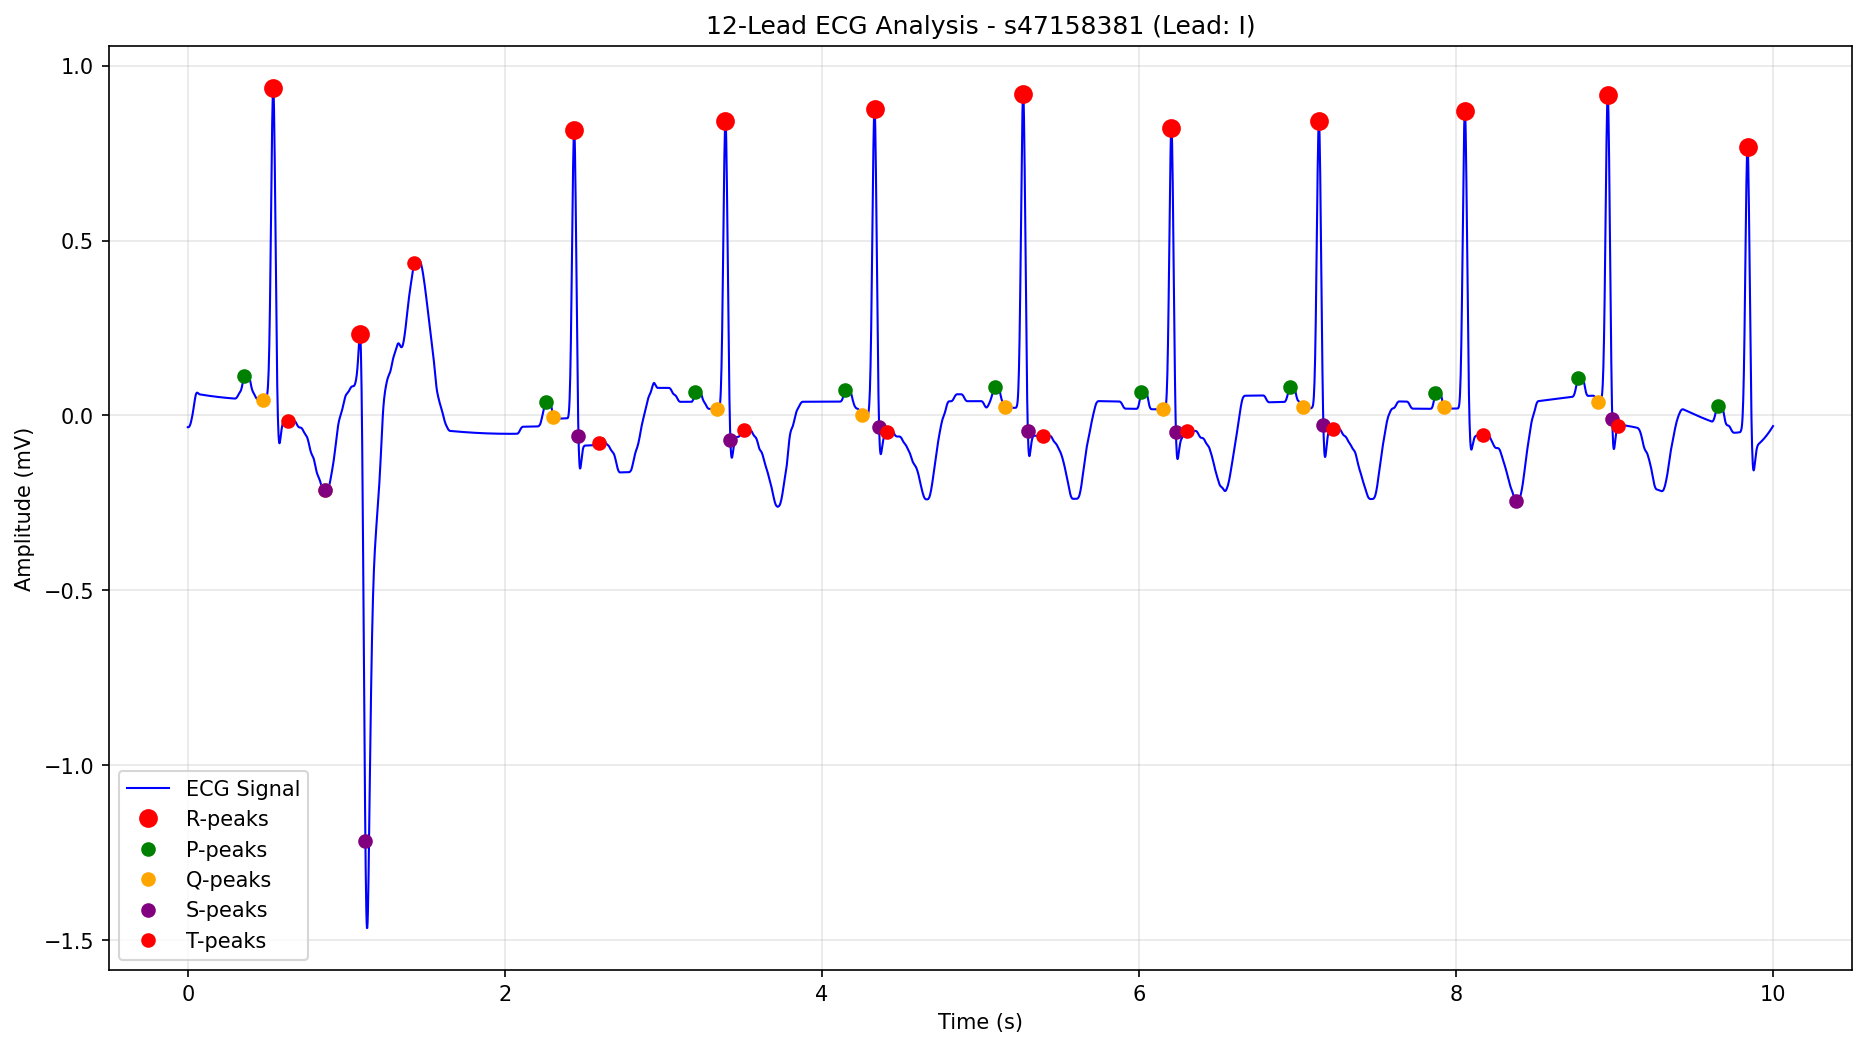 12-Lead ECG Analysis - s47158381 (Lead: I)
Amplitude (mV)
1.0
0.5
0.0
−0.5
−1.0
−1.5
ECG Signal
R-peaks
P-peaks
Q-peaks
S-peaks
T-peaks
0 2 4 6 8 10
Time (s)